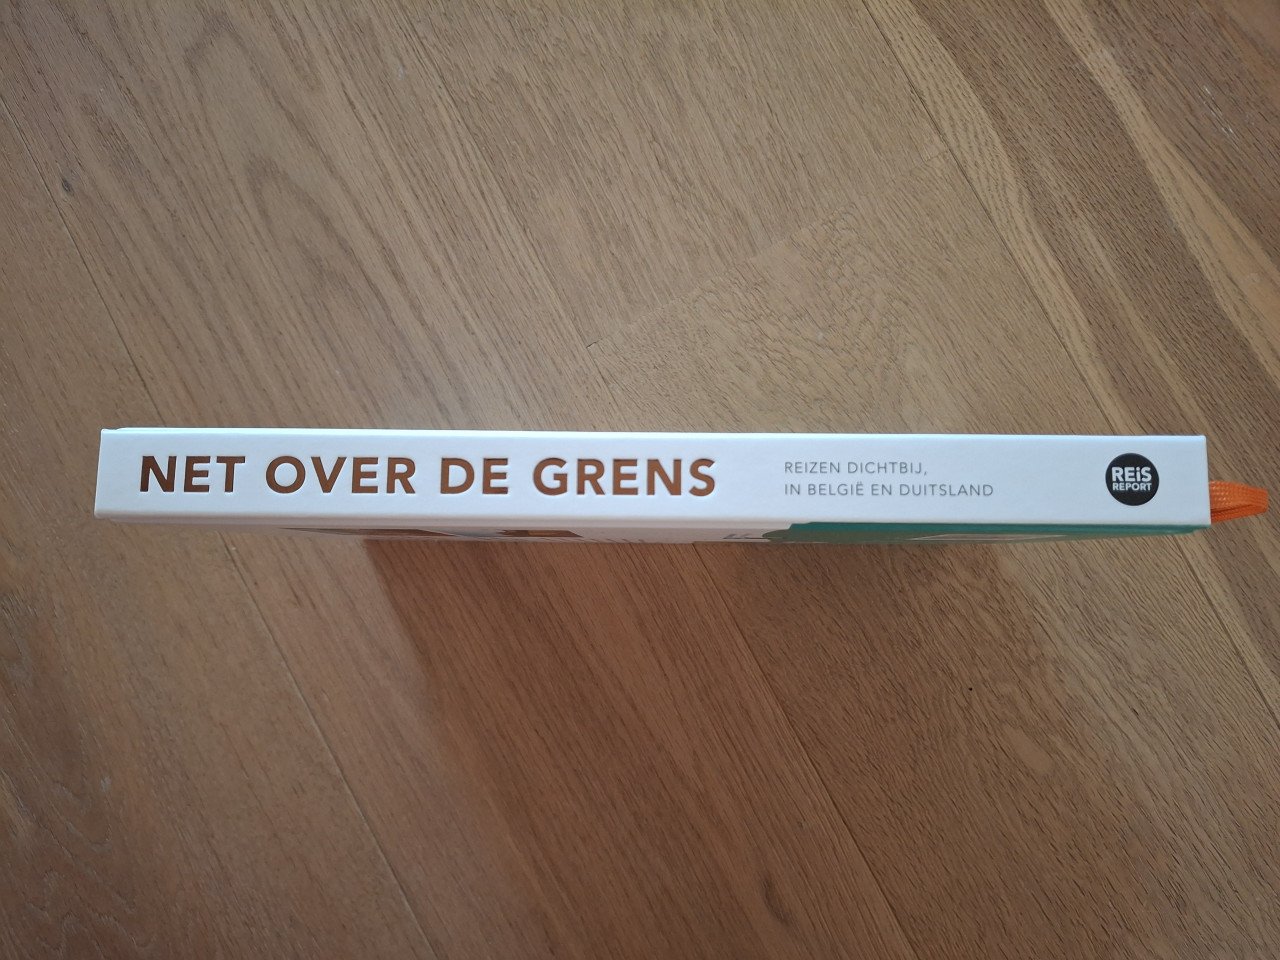 NET OVER DE GRENS
REIZEN DICHTBIJ,
IN BELGIË EN DUITSLAND
REiS
REPORT